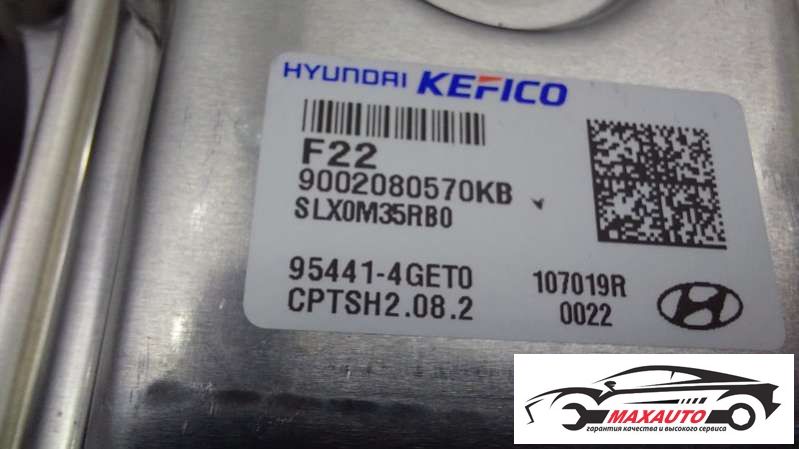 HYUNDAI KEFICO
F22
9002080570KB
SLX0M35RB0
95441-4GET0 107019R
CPTSH2.08.2 0022
MAXAUTO
гарантия качества и высокого сервиса